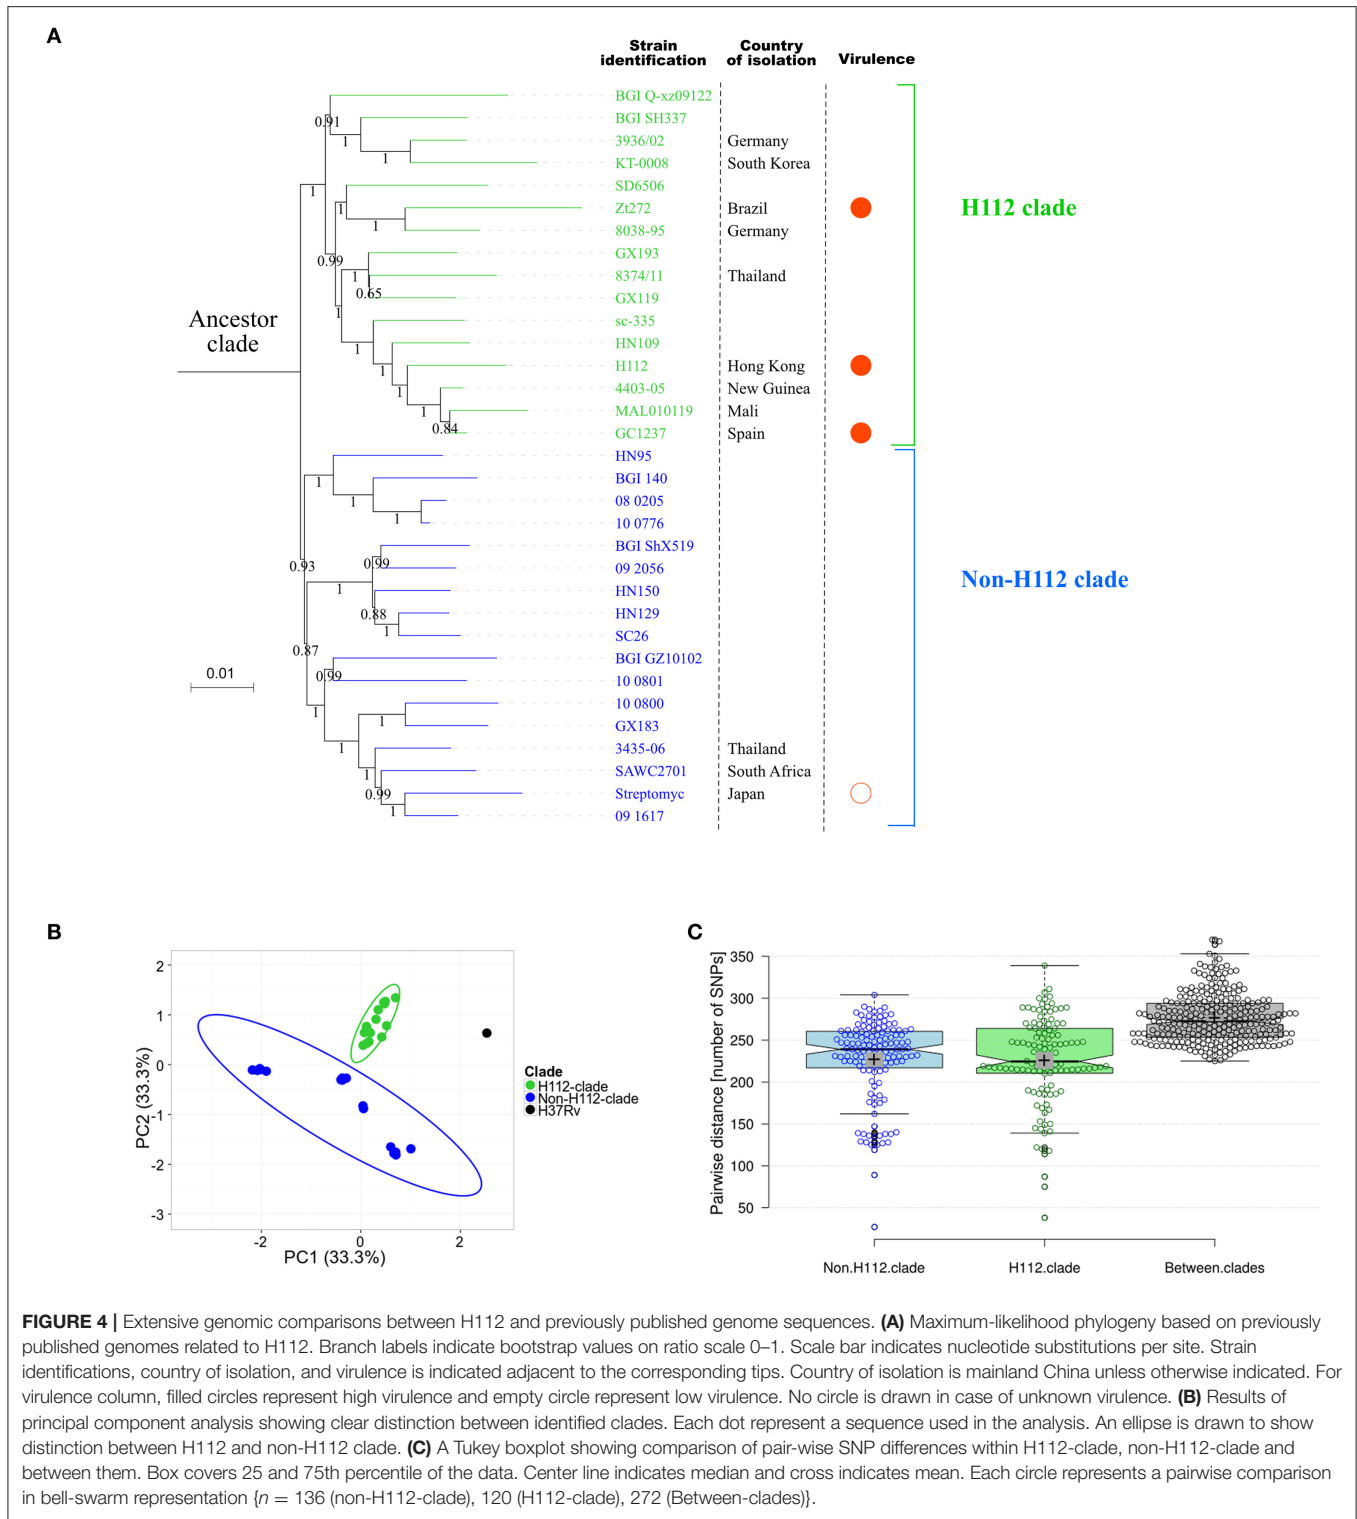 A
Strain identification
Country of isolation
Virulence
BGI Q-xz09122
BGI SH337
3936/02 Germany
KT-0008 South Korea
SD6506
Zt272 Brazil
8038-95 Germany
GX193
8374/11 Thailand
GX119
sc-335
HN109
H112 Hong Kong
4403-05 New Guinea
MAL010119 Mali
GC1237 Spain
HN95
BGI 140
08 0205
10 0776
BGI ShX519
09 2056
HN150
HN129
SC26
BGI GZ10102
10 0801
10 0800
GX183
3435-06 Thailand
SAWC2701 South Africa
Streptomyc Japan
09 1617
H112 clade
Non-H112 clade
Ancestor
clade
0.91
1
1
1
1
1
0.99
1
0.65
1
1
1
1
1
0.84
1
1
1
0.93
0.99
1
0.88
1
0.87
0.99
1
1
1
1
0.99
1
0.01
B
2
1
0
-1
-2
-3
PC2 (33.3%)
-2
0
2
PC1 (33.3%)
Clade
H112-clade
Non-H112-clade
H37Rv
C
Pairwise distance [number of SNPs]
350
300
250
200
150
100
50
Non.H112.clade
H112.clade
Between.clades
FIGURE 4 | Extensive genomic comparisons between H112 and previously published genome sequences. (A) Maximum-likelihood phylogeny based on previously
published genomes related to H112. Branch labels indicate bootstrap values on ratio scale 0–1. Scale bar indicates nucleotide substitutions per site. Strain
identifications, country of isolation, and virulence is indicated adjacent to the corresponding tips. Country of isolation is mainland China unless otherwise indicated. For
virulence column, filled circles represent high virulence and empty circle represent low virulence. No circle is drawn in case of unknown virulence. (B) Results of
principal component analysis showing clear distinction between identified clades. Each dot represent a sequence used in the analysis. An ellipse is drawn to show
distinction between H112 and non-H112 clade. (C) A Tukey boxplot showing comparison of pair-wise SNP differences within H112-clade, non-H112-clade and
between them. Box covers 25 and 75th percentile of the data. Center line indicates median and cross indicates mean. Each circle represents a pairwise comparison
in bell-swarm representation {n = 136 (non-H112-clade), 120 (H112-clade), 272 (Between-clades)}.